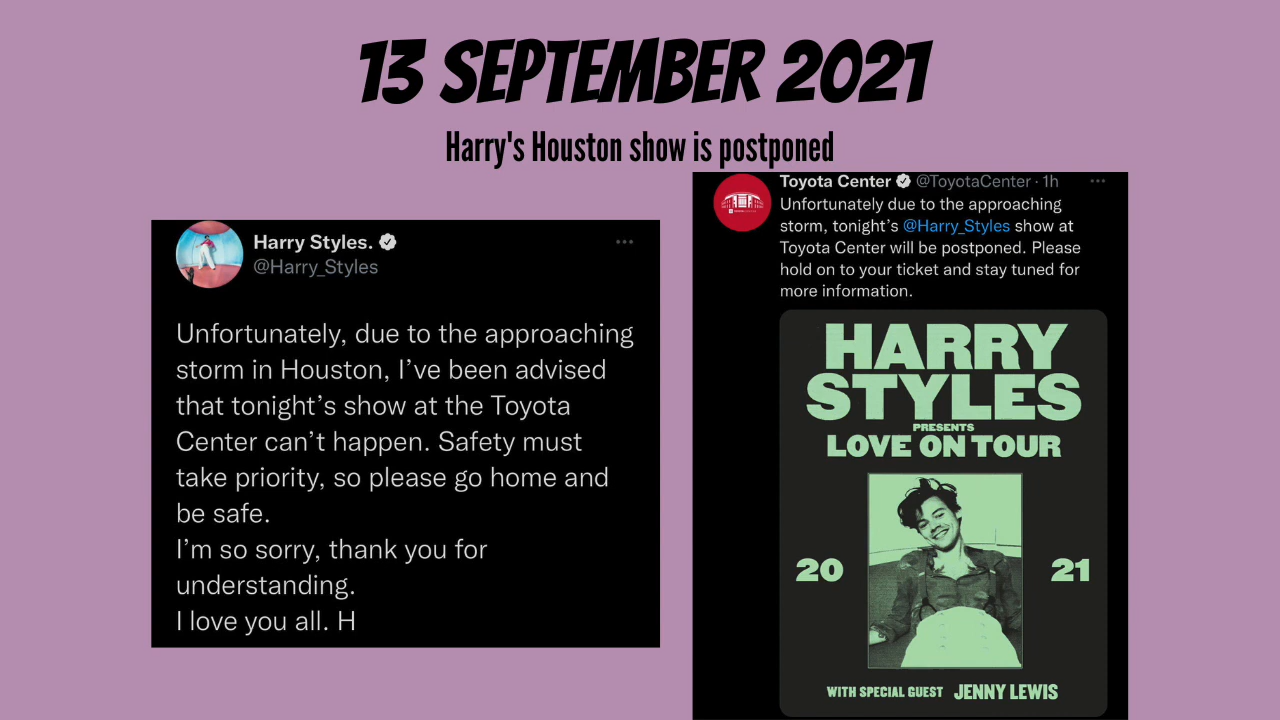 13 SEPTEMBER 2021
Harry's Houston show is postponed
Harry Styles.
@Harry_Styles
Unfortunately, due to the approaching
storm in Houston, I’ve been advised
that tonight’s show at the Toyota
Center can’t happen. Safety must
take priority, so please go home and
be safe.
I’m so sorry, thank you for
understanding.
I love you all. H
Toyota Center @ToyotaCenter · 1h
Unfortunately due to the approaching
storm, tonight’s @Harry_Styles show at
Toyota Center will be postponed. Please
hold on to your ticket and stay tuned for
more information.
HARRY
STYLES
PRESENTS
LOVE ON TOUR
20 21
WITH SPECIAL GUEST JENNY LEWIS